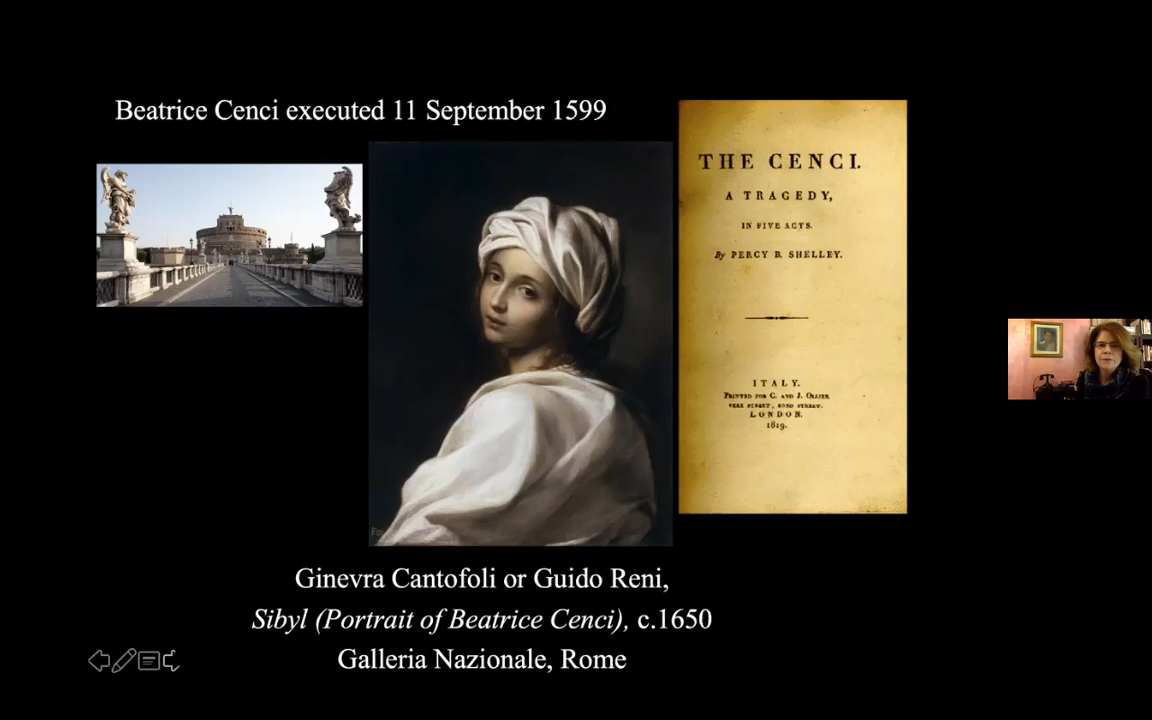 Beatrice Cenci executed 11 September 1599
THE CENCI.
A TRAGEDY,
IN FIVE ACTS.
By PERCY B. SHELLEY.
ITALY.
PRINTED FOR C. AND J. OLLIER
VERE STREET, BOND STREET.
LONDON.
1819.
Ginevra Cantofoli or Guido Reni,
Sibyl (Portrait of Beatrice Cenci), c.1650
Galleria Nazionale, Rome